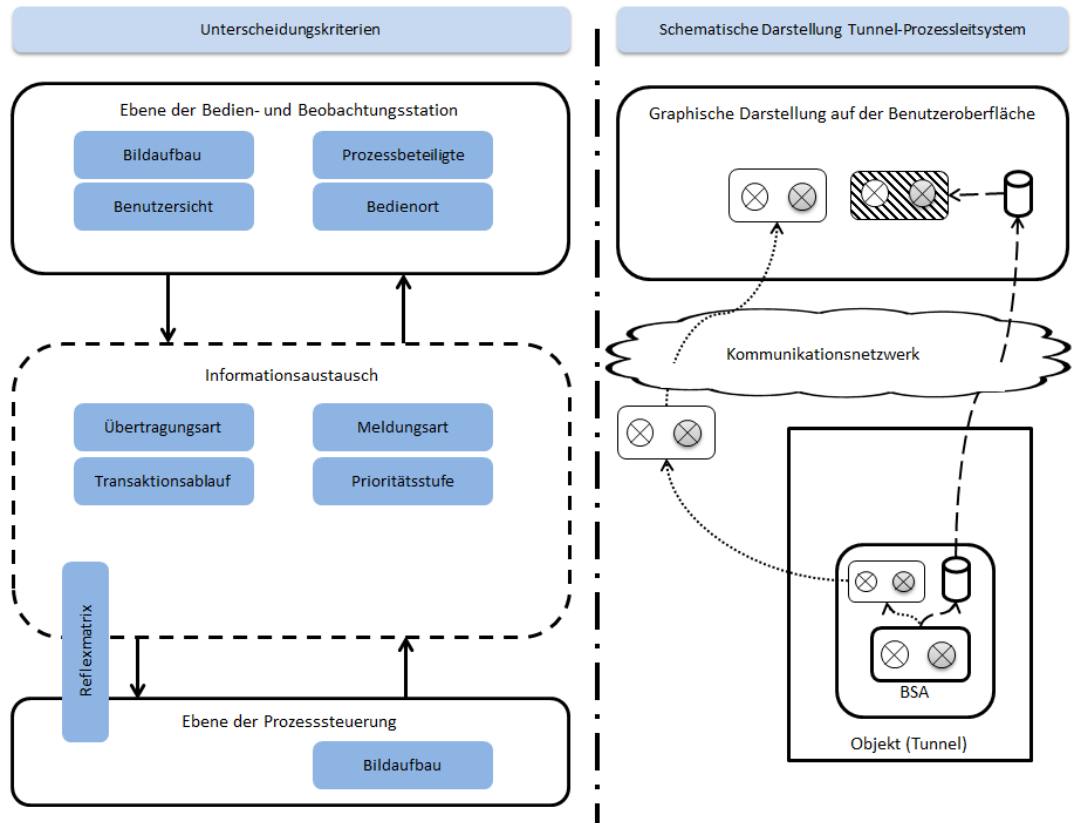 Unterscheidungskriterien
Ebene der Bedien- und Beobachtungsstation
Bildaufbau
Prozessbeteiligte
Benutzersicht
Bedienort
Informationsaustausch
Übertragungsart
Meldungsart
Transaktionsablauf
Prioritätsstufe
Reflexmatrix
Ebene der Prozesssteuerung
Bildaufbau
Schematische Darstellung Tunnel-Prozessleitsystem
Graphische Darstellung auf der Benutzeroberfläche
Kommunikationsnetzwerk
BSA
Objekt (Tunnel)